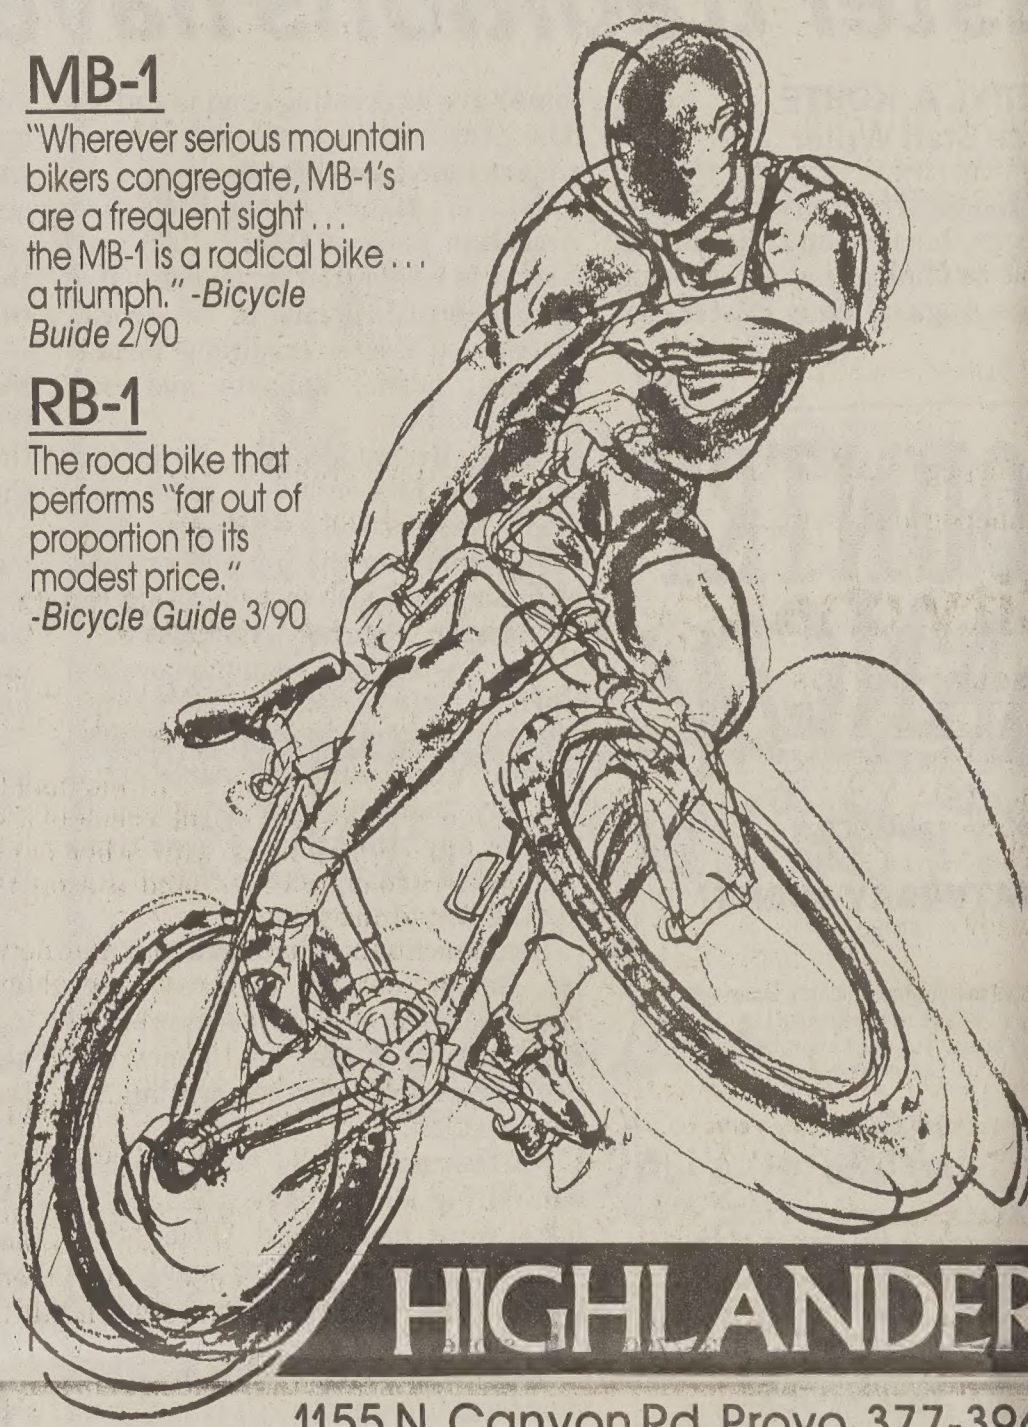 MB-1
"Wherever serious mountain
bikers congregate, MB-1's
are a frequent sight ...
the MB-1 is a radical bike ...
a triumph." -Bicycle
Buide 2/90
RB-1
The road bike that
performs "far out of
proportion to its
modest price."
-Bicycle Guide 3/90
HIGHLANDER
1155 N. Canyon Rd. Provo 377-39